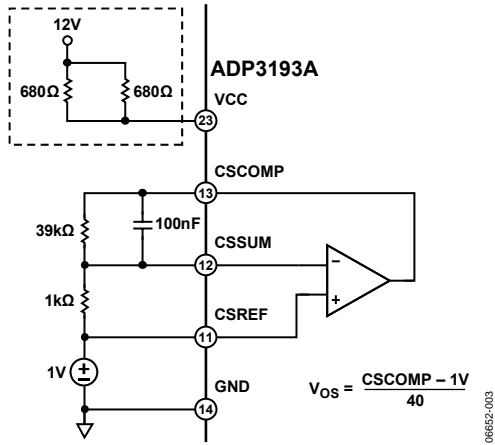 12V
ADP3193A
680Ω
680Ω
VCC
23
CSCOMP
13
39kΩ
100nF
CSSUM
12
–
+
1kΩ
CSREF
11
1V
+
–
GND
14
V_OS = CSCOMP – 1V
40
06652-003